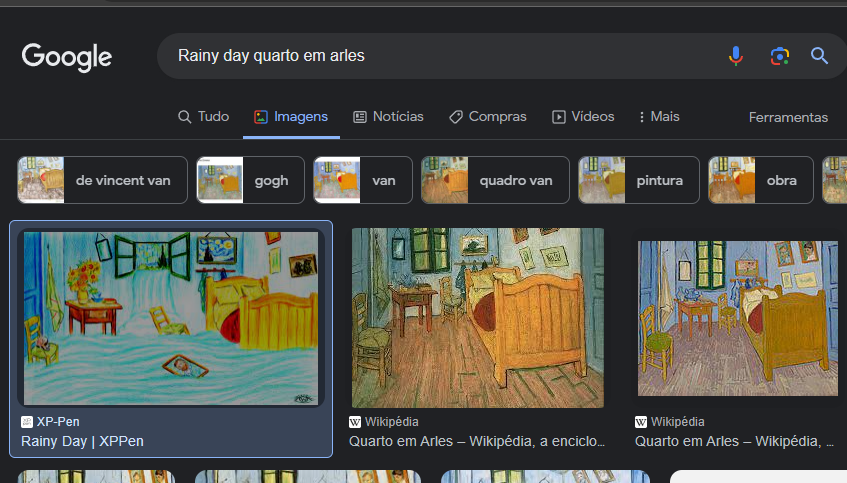 Google
Rainy day quarto em arles
Tudo
Imagens
Notícias
Compras
Vídeos
Mais
Ferramentas
de vincent van
gogh
van
quadro van
pintura
obra
XP-Pen
Rainy Day | XPPen
Wikipédia
Quarto em Arles – Wikipédia, a enciclo...
Wikipédia
Quarto em Arles – Wikipédia, ...